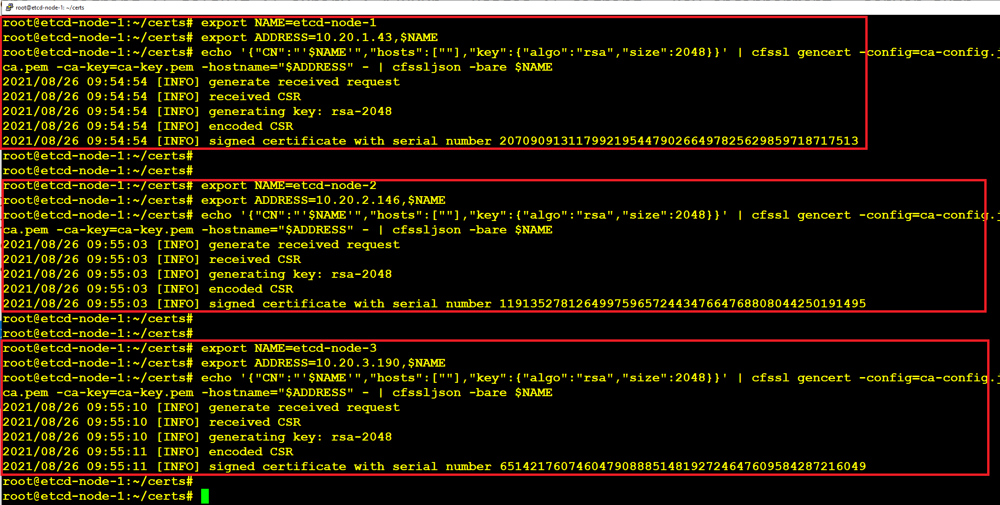 root@etcd-node-1: ~/certs
root@etcd-node-1:~/certs# export NAME=etcd-node-1
root@etcd-node-1:~/certs# export ADDRESS=10.20.1.43,$NAME
root@etcd-node-1:~/certs# echo '{"CN":"'$NAME'","hosts":[""],"key":{"algo":"rsa","size":2048}}' | cfssl gencert -config=ca-config.j
ca.pem -ca-key=ca-key.pem -hostname="$ADDRESS" - | cfssljson -bare $NAME
2021/08/26 09:54:54 [INFO] generate received request
2021/08/26 09:54:54 [INFO] received CSR
2021/08/26 09:54:54 [INFO] generating key: rsa-2048
2021/08/26 09:54:54 [INFO] encoded CSR
2021/08/26 09:54:54 [INFO] signed certificate with serial number 20709091311799219544790266497825629859718717513
root@etcd-node-1:~/certs#
root@etcd-node-1:~/certs#
root@etcd-node-1:~/certs# export NAME=etcd-node-2
root@etcd-node-1:~/certs# export ADDRESS=10.20.2.146,$NAME
root@etcd-node-1:~/certs# echo '{"CN":"'$NAME'","hosts":[""],"key":{"algo":"rsa","size":2048}}' | cfssl gencert -config=ca-config.j
ca.pem -ca-key=ca-key.pem -hostname="$ADDRESS" - | cfssljson -bare $NAME
2021/08/26 09:55:03 [INFO] generate received request
2021/08/26 09:55:03 [INFO] received CSR
2021/08/26 09:55:03 [INFO] generating key: rsa-2048
2021/08/26 09:55:03 [INFO] encoded CSR
2021/08/26 09:55:03 [INFO] signed certificate with serial number 119135278126499759657244347664768808044250191495
root@etcd-node-1:~/certs#
root@etcd-node-1:~/certs#
root@etcd-node-1:~/certs# export NAME=etcd-node-3
root@etcd-node-1:~/certs# export ADDRESS=10.20.3.190,$NAME
root@etcd-node-1:~/certs# echo '{"CN":"'$NAME'","hosts":[""],"key":{"algo":"rsa","size":2048}}' | cfssl gencert -config=ca-config.j
ca.pem -ca-key=ca-key.pem -hostname="$ADDRESS" - | cfssljson -bare $NAME
2021/08/26 09:55:10 [INFO] generate received request
2021/08/26 09:55:10 [INFO] received CSR
2021/08/26 09:55:10 [INFO] generating key: rsa-2048
2021/08/26 09:55:11 [INFO] encoded CSR
2021/08/26 09:55:11 [INFO] signed certificate with serial number 651421760746047908885148192724647609584287216049
root@etcd-node-1:~/certs#
root@etcd-node-1:~/certs#